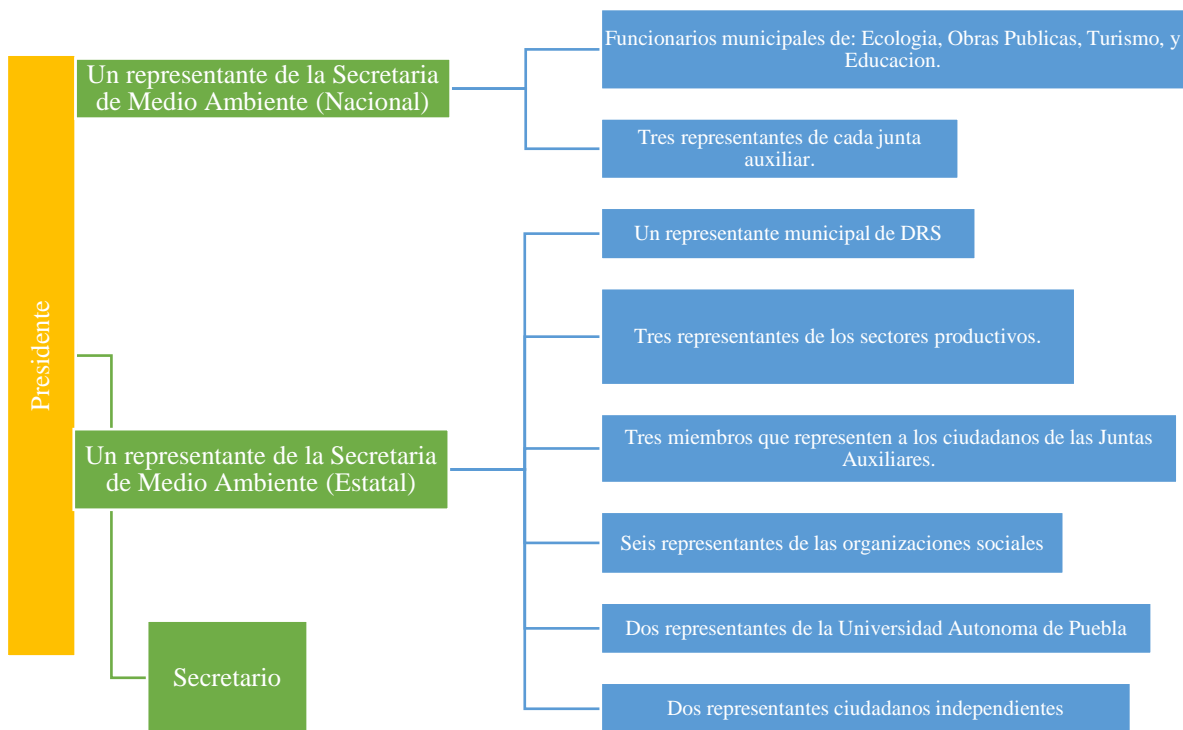 Presidente
Un representante de la Secretaria
de Medio Ambiente (Nacional)
Funcionarios municipales de: Ecologia, Obras Publicas, Turismo, y
Educacion.
Tres representantes de cada junta
auxiliar.
Un representante de la Secretaria
de Medio Ambiente (Estatal)
Un representante municipal de DRS
Tres representantes de los sectores productivos.
Tres miembros que representen a los ciudadanos de las Juntas
Auxiliares.
Seis representantes de las organizaciones sociales
Dos representantes de la Universidad Autonoma de Puebla
Dos representantes ciudadanos independientes
Secretario